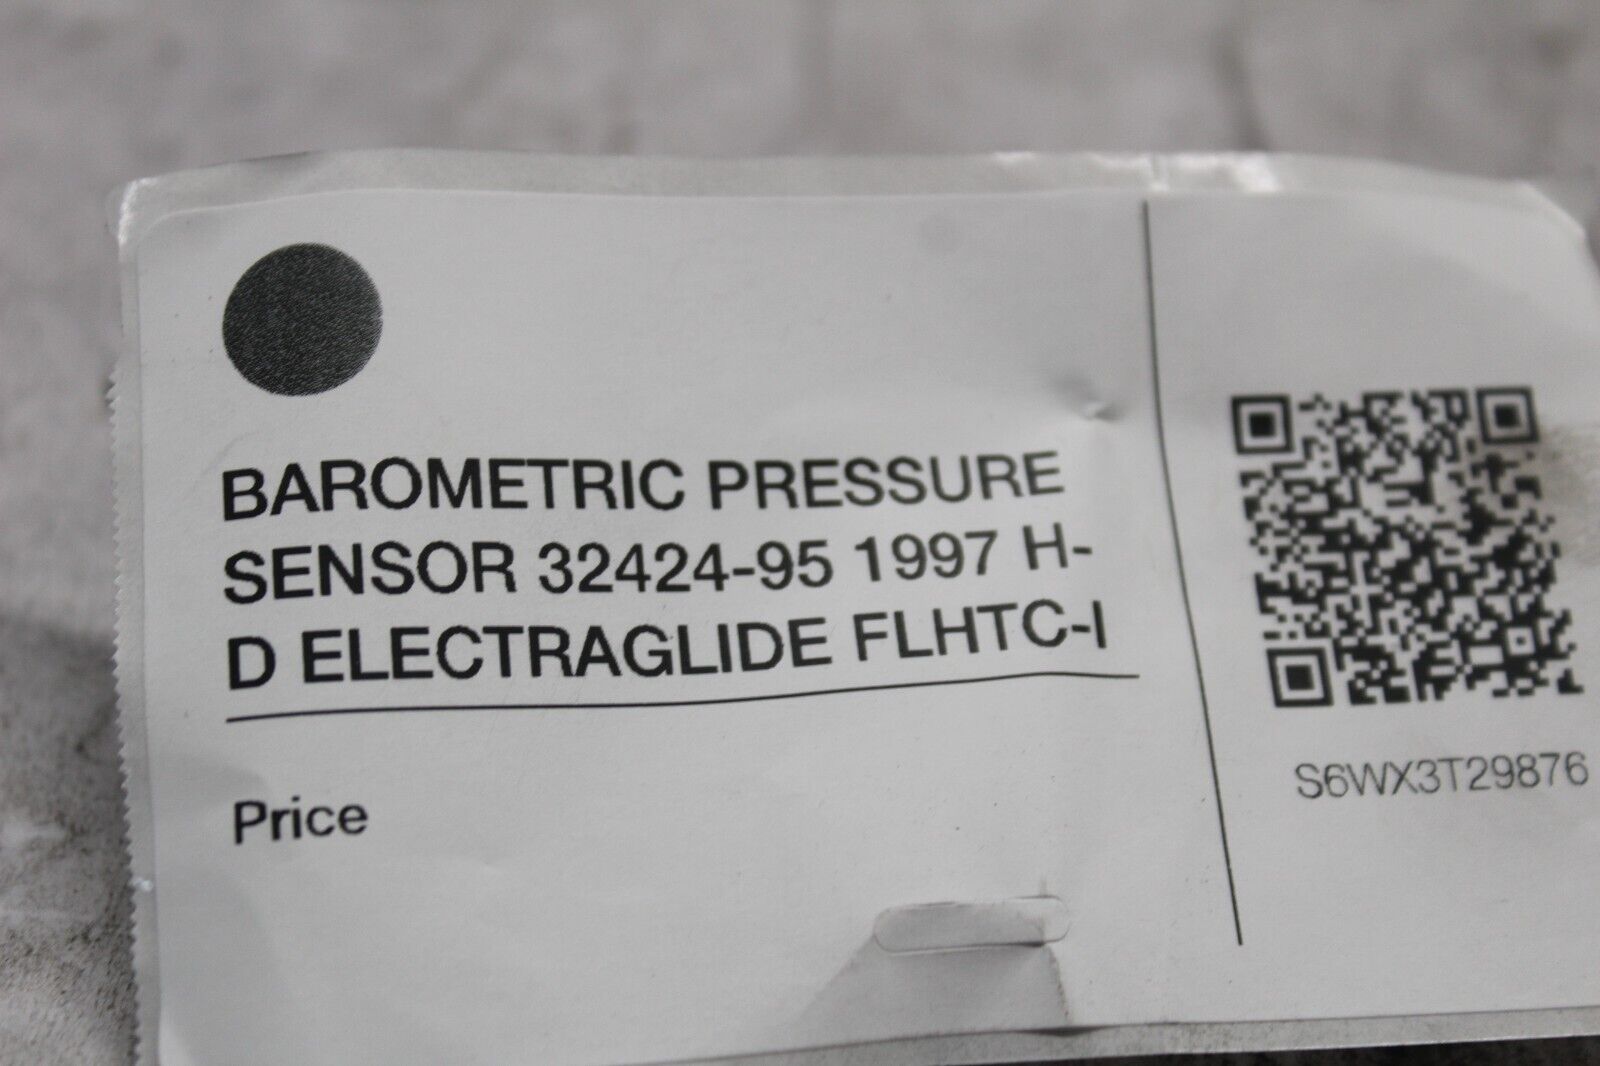 BAROMETRIC PRESSURE
SENSOR 32424-95 1997 H-
D ELECTRAGLIDE FLHTC-I
Price
S6WX3T29876